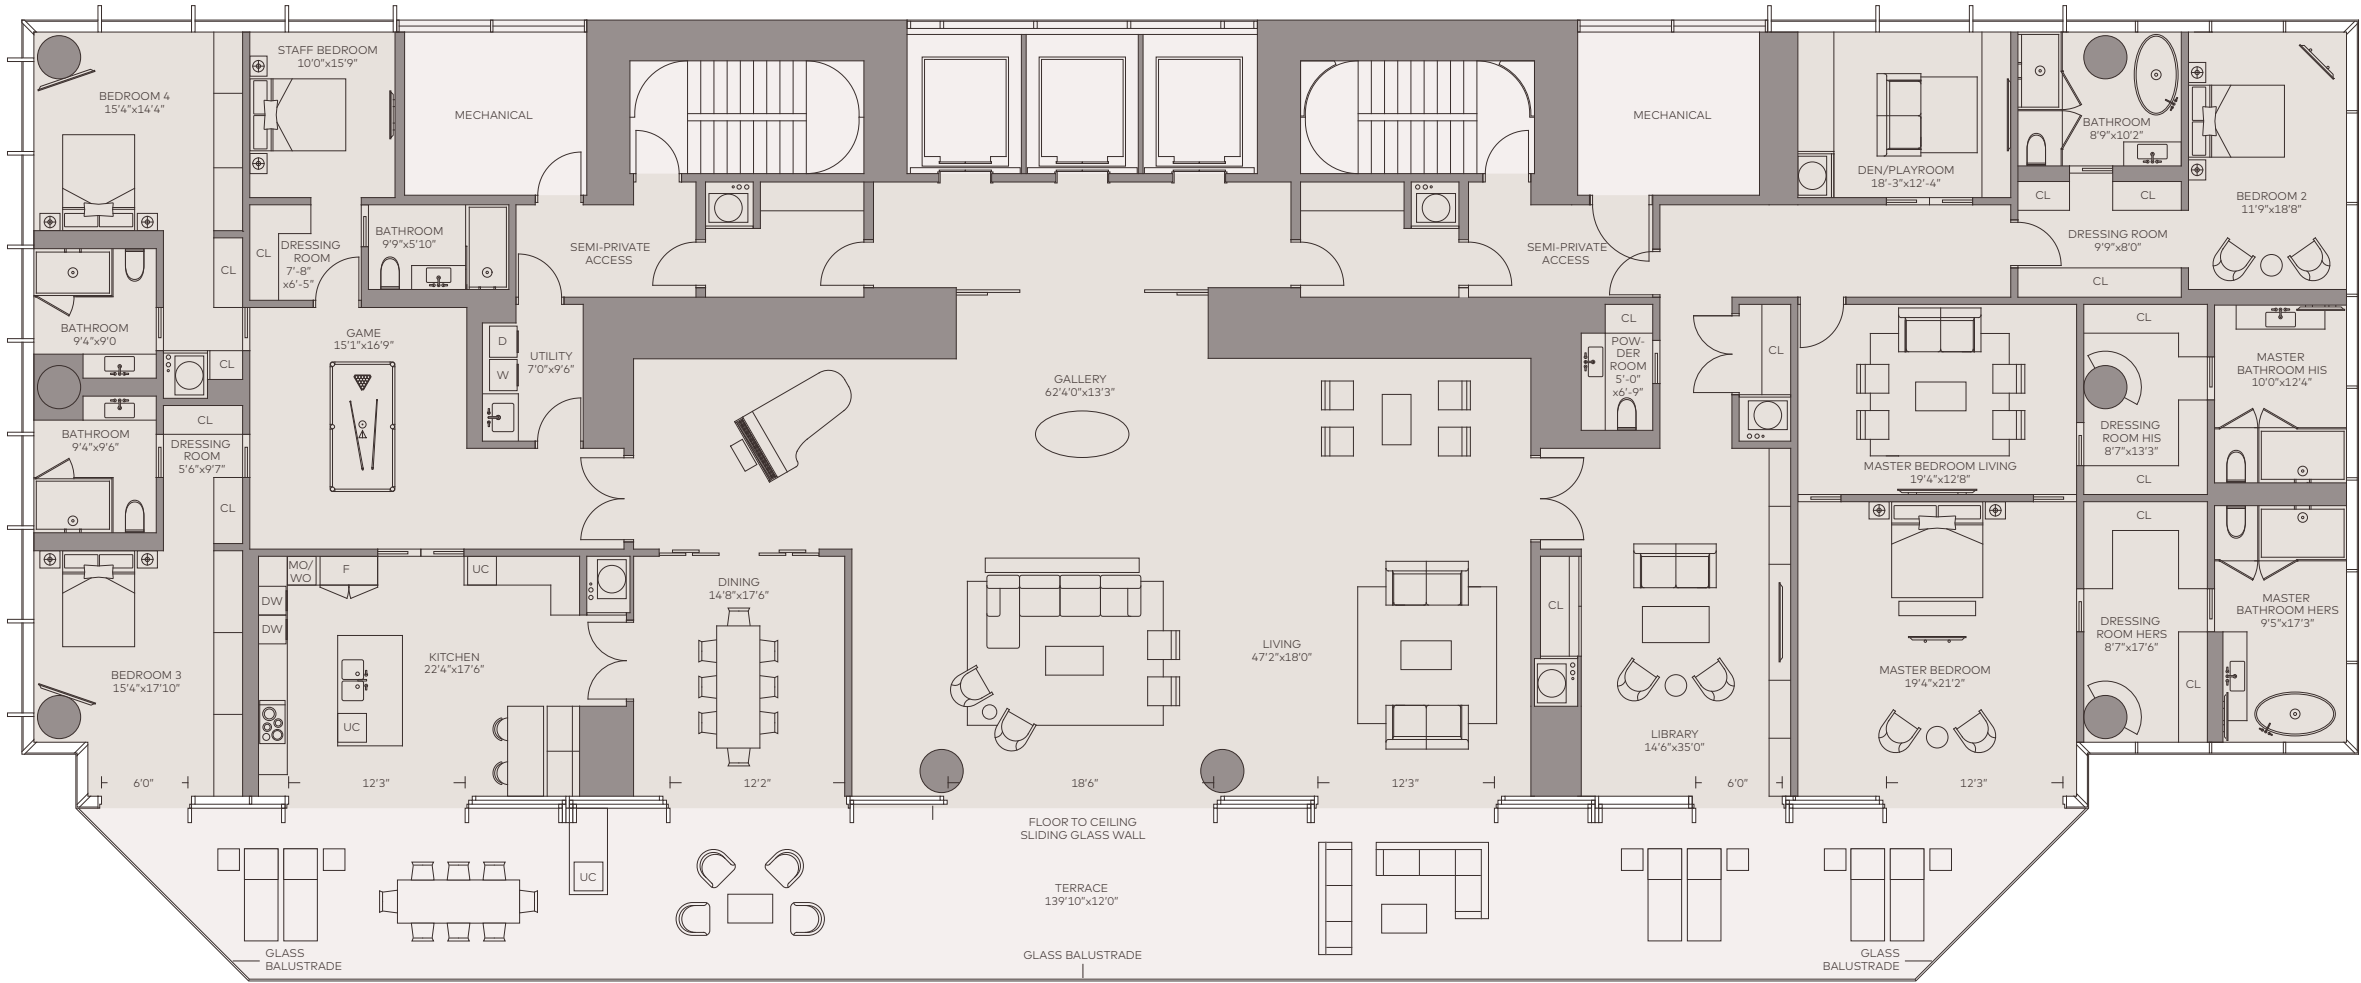 STAFF BEDROOM
10'0"x15'9"
BEDROOM 4
15'4"x14'4"
MECHANICAL
MECHANICAL
BATHROOM
8'9"x10'2"
DEN/PLAYROOM
18'-3"x12'-4"
CL
CL
BEDROOM 2
11'9"x18'8"
DRESSING ROOM
9'9"x8'0"
CL
CL
DRESSING
ROOM
7'-8"
x6'-5"
BATHROOM
9'9"x5'10"
SEMI-PRIVATE
ACCESS
SEMI-PRIVATE
ACCESS
CL
BATHROOM
9'4"x9'0
CL
GAME
15'1"x16'9"
D
W
UTILITY
7'0"x9'6"
GALLERY
62'4'0"x13'3"
CL
POW-
DER
ROOM
5'-0"
x6'-9"
CL
CL
MASTER
BATHROOM HIS
10'0"x12'4"
CL
BATHROOM
9'4"x9'6"
DRESSING
ROOM
5'6"x9'7"
CL
DRESSING
ROOM HIS
8'7"x13'3"
CL
MASTER BEDROOM LIVING
19'4"x12'8"
CL
MO/
WO
F
UC
DW
DW
DINING
14'8"x17'6"
KITCHEN
22'4"x17'6"
UC
LIVING
47'2"x18'0"
CL
MASTER
BATHROOM HERS
9'5"x17'3"
DRESSING
ROOM HERS
8'7"x17'6"
CL
MASTER BEDROOM
19'4"x21'2"
BEDROOM 3
15'4"x17'10"
LIBRARY
14'6"x35'0"
6'0"
12'3"
12'2"
18'6"
12'3"
6'0"
12'3"
FLOOR TO CEILING
SLIDING GLASS WALL
UC
TERRACE
139'10"x12'0"
GLASS
BALUSTRADE
GLASS BALUSTRADE
GLASS
BALUSTRADE